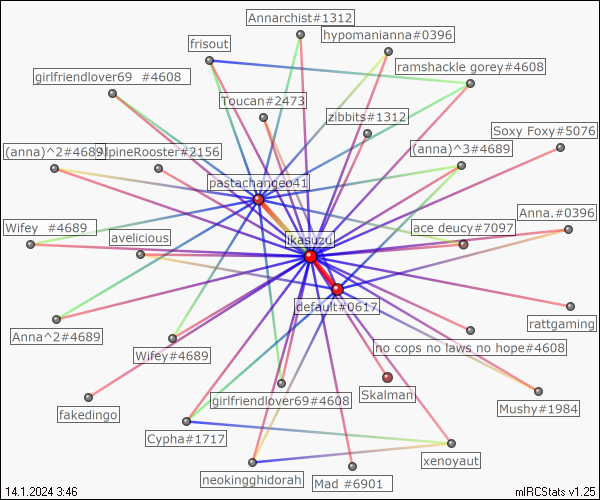 Annarchist#1312
hypomanianna#0396
frisout
ramshackle gorey#4608
girlfriendlover69 #4608
Toucan#2473
zibbits#1312
Soxy Foxy#5076
(anna)^2#4689
lpineRooster#2156
(anna)^3#4689
pastachangeo41
Anna.#0396
Wifey #4689
avelicious
ikasuzu
ace deucy#7097
default#0617
rattgaming
Anna^2#4689
Wifey#4689
no cops no laws no hope#4608
girlfriendlover69#4608
Skalman
Mushy#1984
fakedingo
Cypha#1717
neokingghidorah
Mad #6901
xenoyaut
14.1.2024 3:46
mIRCStats v1.25